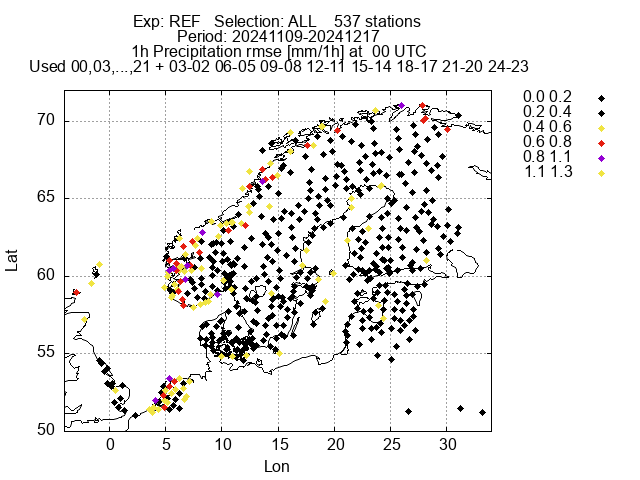 Exp: REF Selection: ALL 537 stations
Period: 20241109-20241217
1h Precipitation rmse [mm/1h] at 00 UTC
Used 00,03,...,21 + 03-02 06-05 09-08 12-11 15-14 18-17 21-20 24-23
0.0 0.2
0.2 0.4
0.4 0.6
0.6 0.8
0.8 1.1
1.1 1.3
70
65
60
55
50
Lat
0 5 10 15 20 25 30
Lon